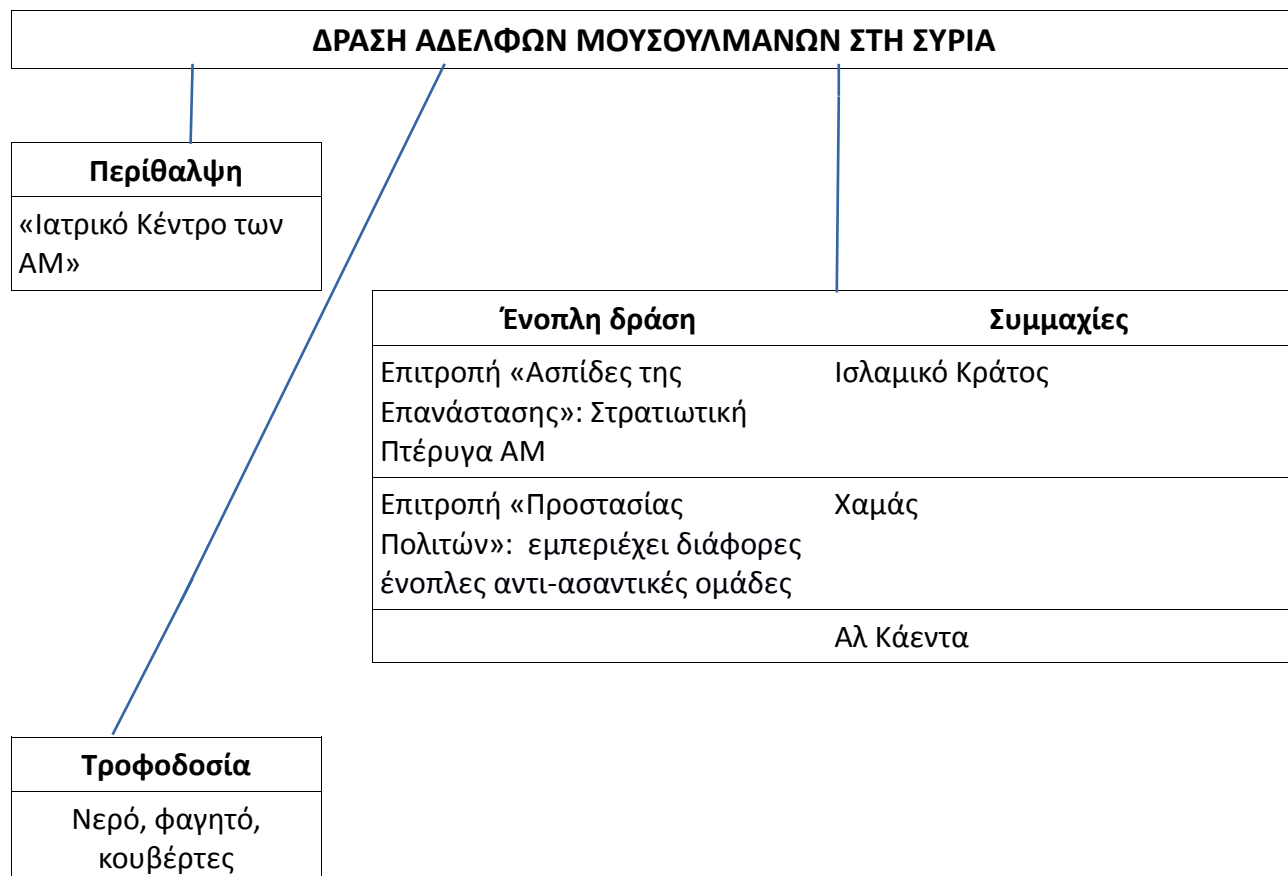 ΔΡΑΣΗ ΑΔΕΛΦΩΝ ΜΟΥΣΟΥΛΜΑΝΩΝ ΣΤΗ ΣΥΡΙΑ
Περίθαλψη
«Ιατρικό Κέντρο των
ΑΜ»
Ένοπλη δράση
Συμμαχίες
Επιτροπή «Ασπίδες της
Επανάστασης»: Στρατιωτική
Πτέρυγα ΑΜ
Ισλαμικό Κράτος
Επιτροπή «Προστασίας
Πολιτών»: εμπεριέχει διάφορες
ένοπλες αντι-ασαντικές ομάδες
Χαμάς
Αλ Κάεντα
Τροφοδοσία
Νερό, φαγητό,
κουβέρτες